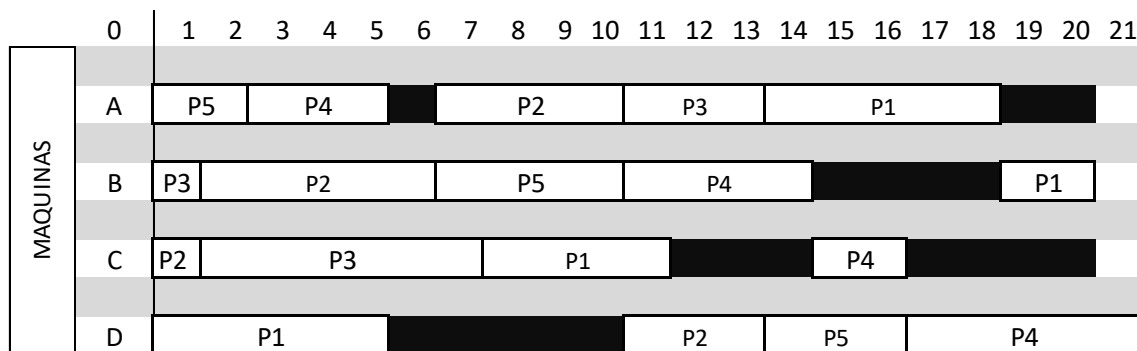 0 1 2 3 4 5 6 7 8 9 10 11 12 13 14 15 16 17 18 19 20 21
MAQUINAS
A P5 P4 P2 P3 P1
B P3 P2 P5 P4 P1
C P2 P3 P1 P4
D P1 P2 P5 P4